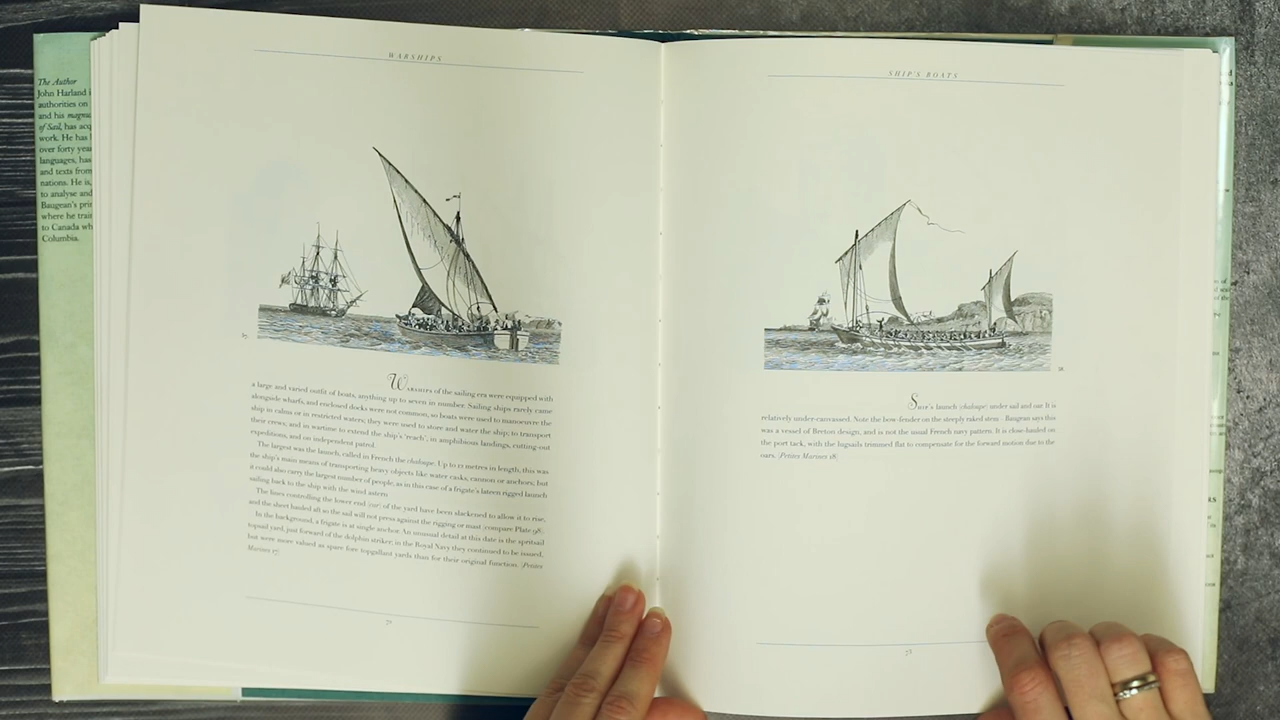 The Author
John Harland i
authorities on
and his magnu
of Sail, has acq
work. He has
over forty year
languages, has
and texts from
nations. He is,
to analyse and
Baugean's prin
where he trai
to Canada wh
Columbia.
WARSHIPS
WARSHIPS of the sailing era were equipped with
a large and varied outfit of boats, anything up to seven in number. Sailing ships rarely came
alongside wharfs, and enclosed docks were not common, so boats were used to manoeuvre the
ship in calms or in restricted waters; they were used to store and water the ship; to transport
their crews; and in wartime to extend the ship's 'reach', in amphibious landings, cutting-out
expeditions, and on independent patrol.
The largest was the launch, called in French the chaloupe. Up to 12 metres in length, this was
the ship's main means of transporting heavy objects like water casks, cannon or anchors; but
it could also carry the largest number of people, as in this case of a frigate's lateen rigged launch
sailing back to the ship with the wind astern.
The lines controlling the lower end (car) of the yard have been slackened to allow it to rise,
and the sheet hauled aft so the sail will not press against the rigging or mast (compare Plate 98).
In the background, a frigate is at single anchor. An unusual detail at this date is the spritsail
topsail yard, just forward of the dolphin striker; in the Royal Navy they continued to be issued,
but were more valued as spare fore topgallant yards than for their original function. [Petites
Marines 17]
SHIP'S BOATS
SHIP'S launch (chaloupe) under sail and oar. It is
relatively under-canvassed. Note the bow-fender on the steeply raked stem – Baugean says this
was a vessel of Breton design, and is not the usual French navy pattern. It is close-hauled on
the port tack, with the lugsails trimmed flat to compensate for the forward motion due to the
oars. [Petites Marines 18]